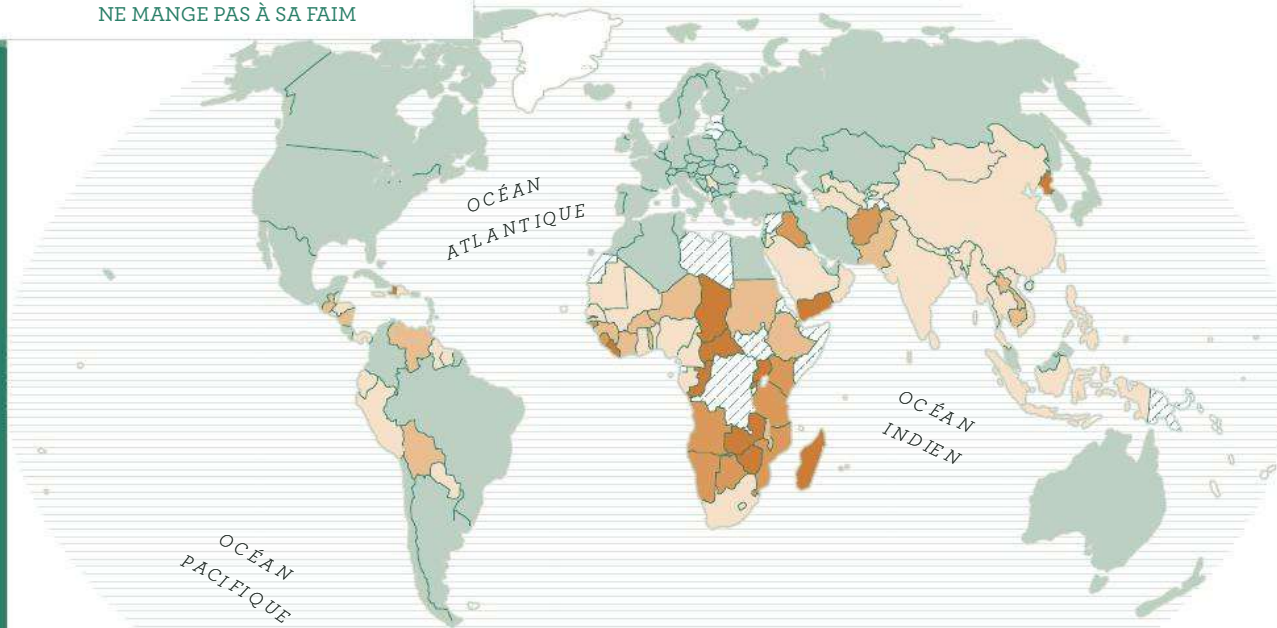 NE MANGE PAS À SA FAIM
OCÉAN
ATLANTIQUE
OCÉAN
INDIEN
OCÉAN
PACIFIQUE